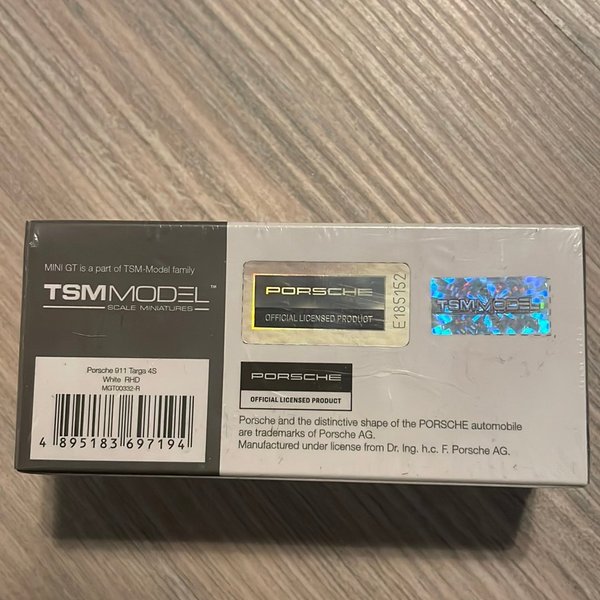 MINI GT is a part of TSM-Model family
TSMMODEL™
SCALE MINIATURES
Porsche 911 Targa 4S
White RHD
MGT00332-R
4 895183 697194
PORSCHE
OFFICIAL LICENSED PRODUCT
E185152
TSMMODEL
PORSCHE
OFFICIAL LICENSED PRODUCT
Porsche and the distinctive shape of the PORSCHE automobile
are trademarks of Porsche AG.
Manufactured under license from Dr. Ing. h.c. F. Porsche AG.